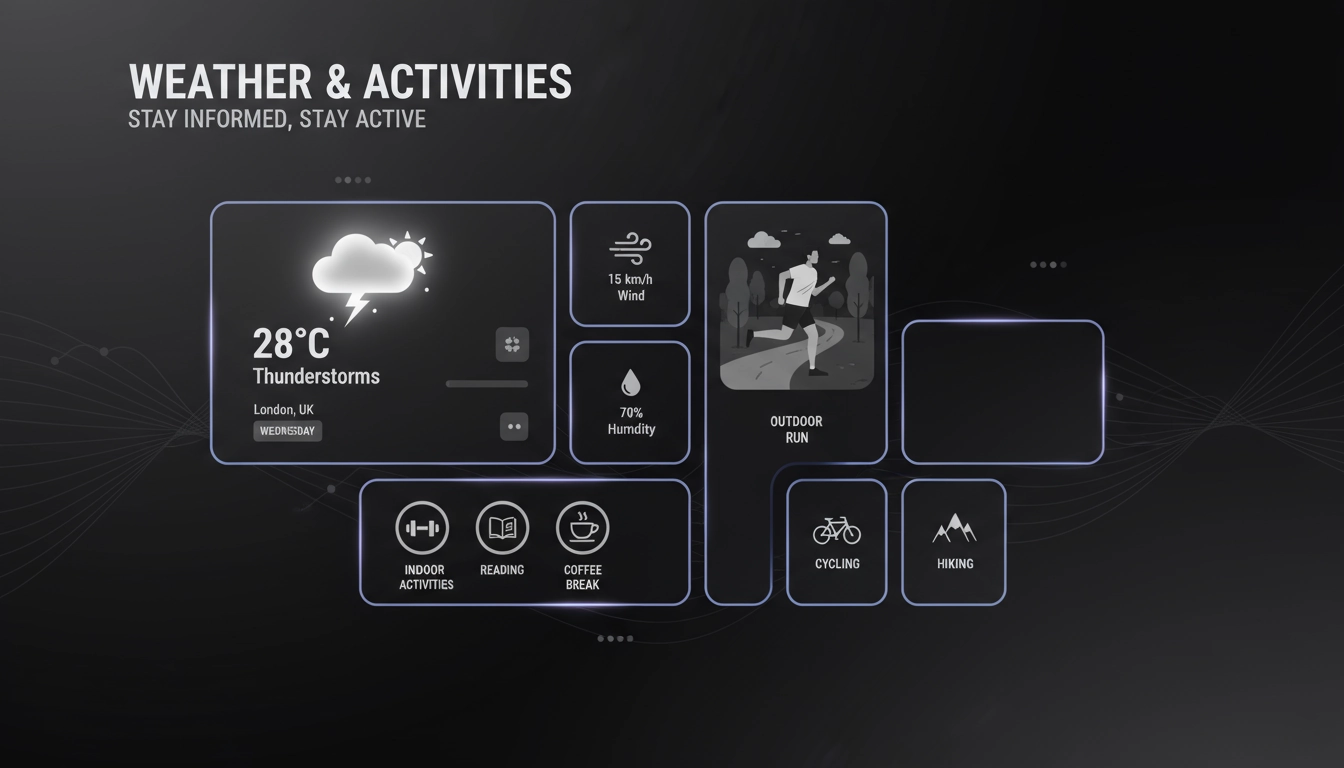 WEATHER & ACTIVITIES
STAY INFORMED, STAY ACTIVE
28°C
Thunderstorms
London, UK
WEDNESDAY
15 km/h
Wind
70%
Humdity
OUTDOOR
RUN
INDOOR
ACTIVITIES
READING
COFFEE
BREAK
CYCLING
HIKING